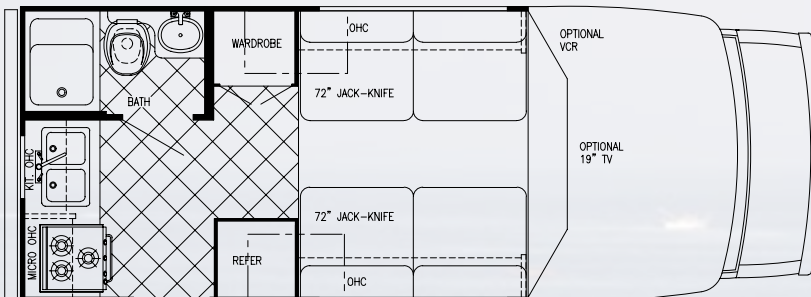 OHC
OPTIONAL
VCR
WARDROBE
72" JACK-KNIFE
BATH
OPTIONAL
19" TV
KIT. OHC
72" JACK-KNIFE
MICRO OHC
REFER
OHC